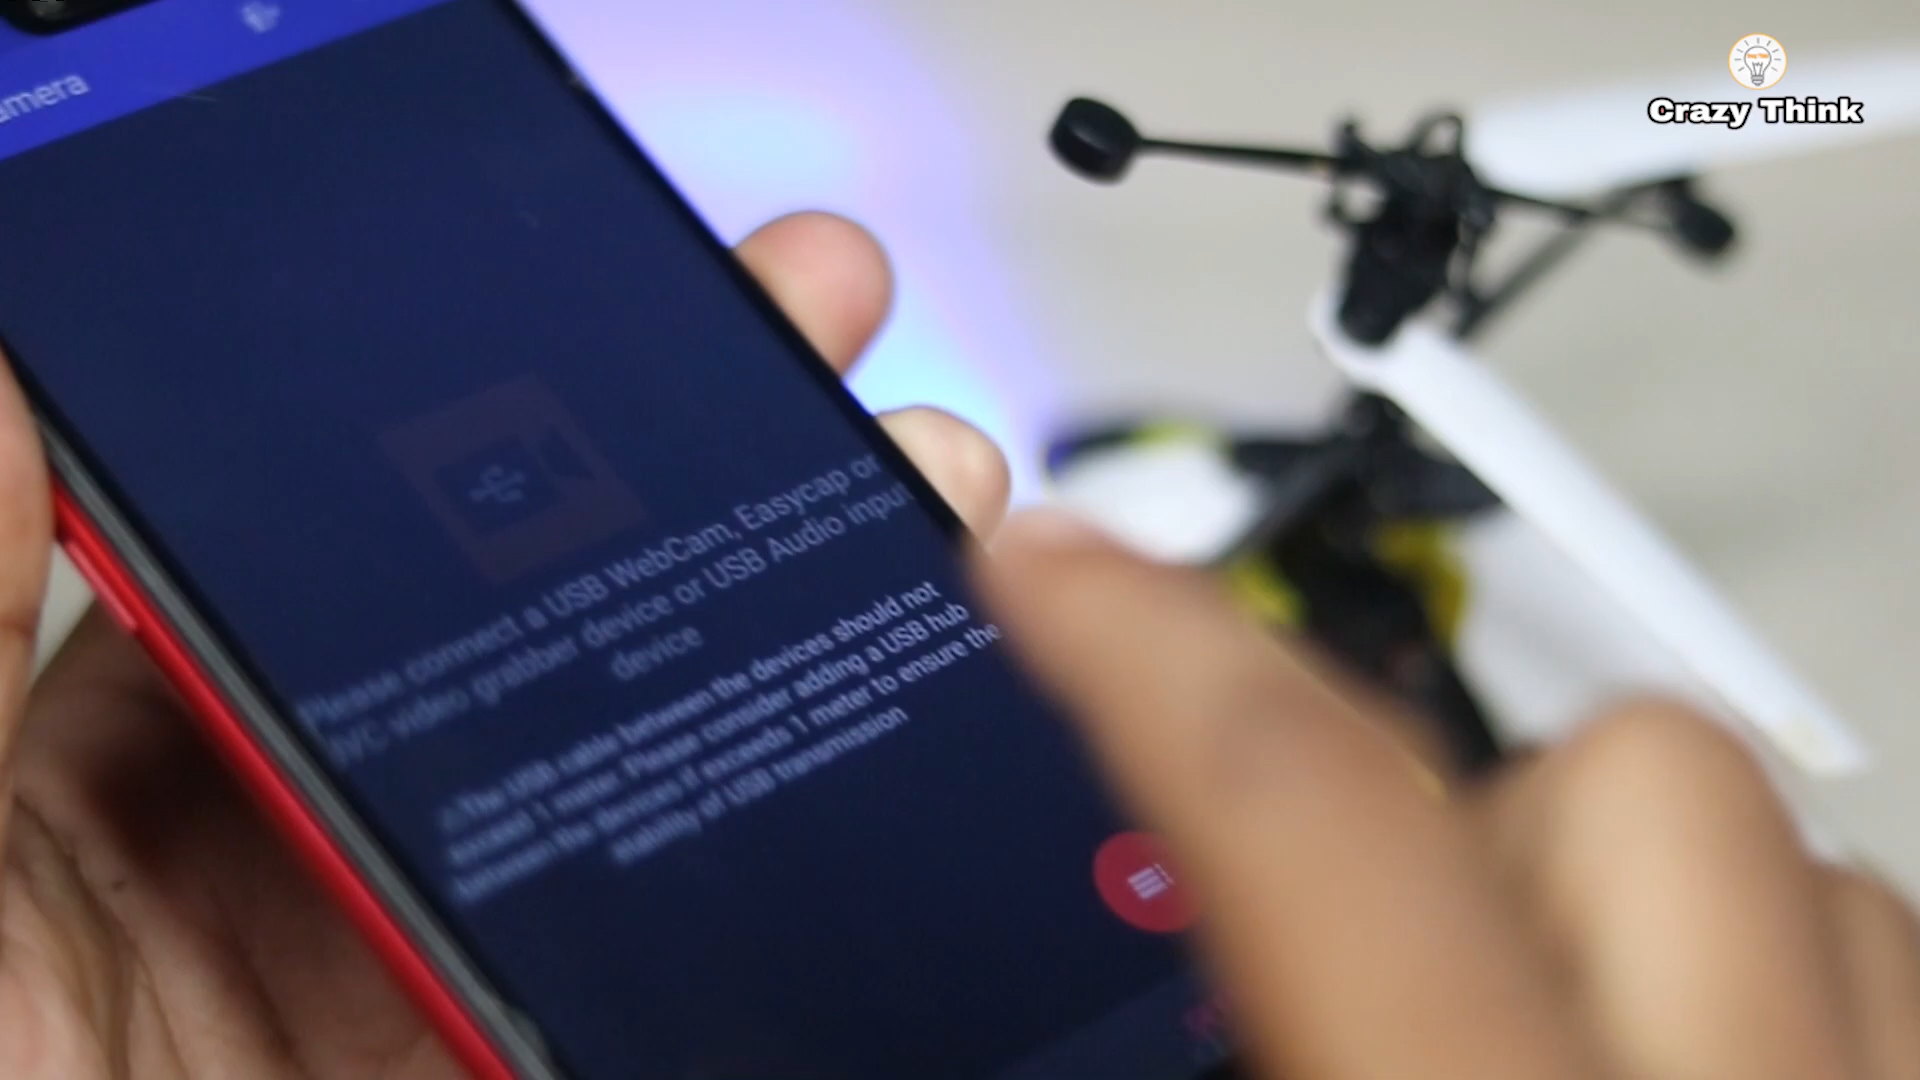 Crazy Think
amera
Please connect a USB WebCam, Easycap or
UVC video grabber device or USB Audio input
device
⚠The USB cable between the devices should not
exceed 1 meter. Please consider adding a USB hub
between the devices if exceeds 1 meter to ensure the
stability of USB transmission